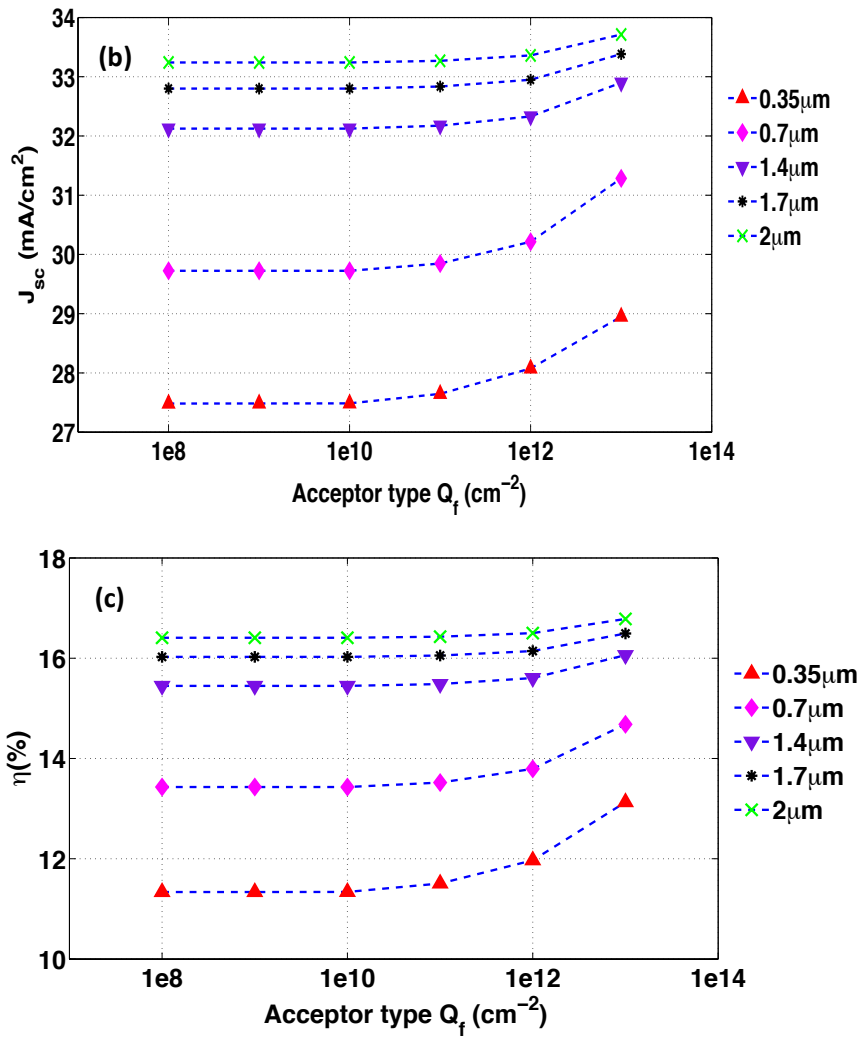 (b)
34
33
32
31
30
29
28
27
J_sc (mA/cm²)
1e8 1e10 1e12 1e14
Acceptor type Q_f (cm⁻²)
0.35μm
0.7μm
1.4μm
1.7μm
2μm
(c)
18
16
14
12
10
η(%)
1e8 1e10 1e12 1e14
Acceptor type Q_f (cm⁻²)
0.35μm
0.7μm
1.4μm
1.7μm
2μm